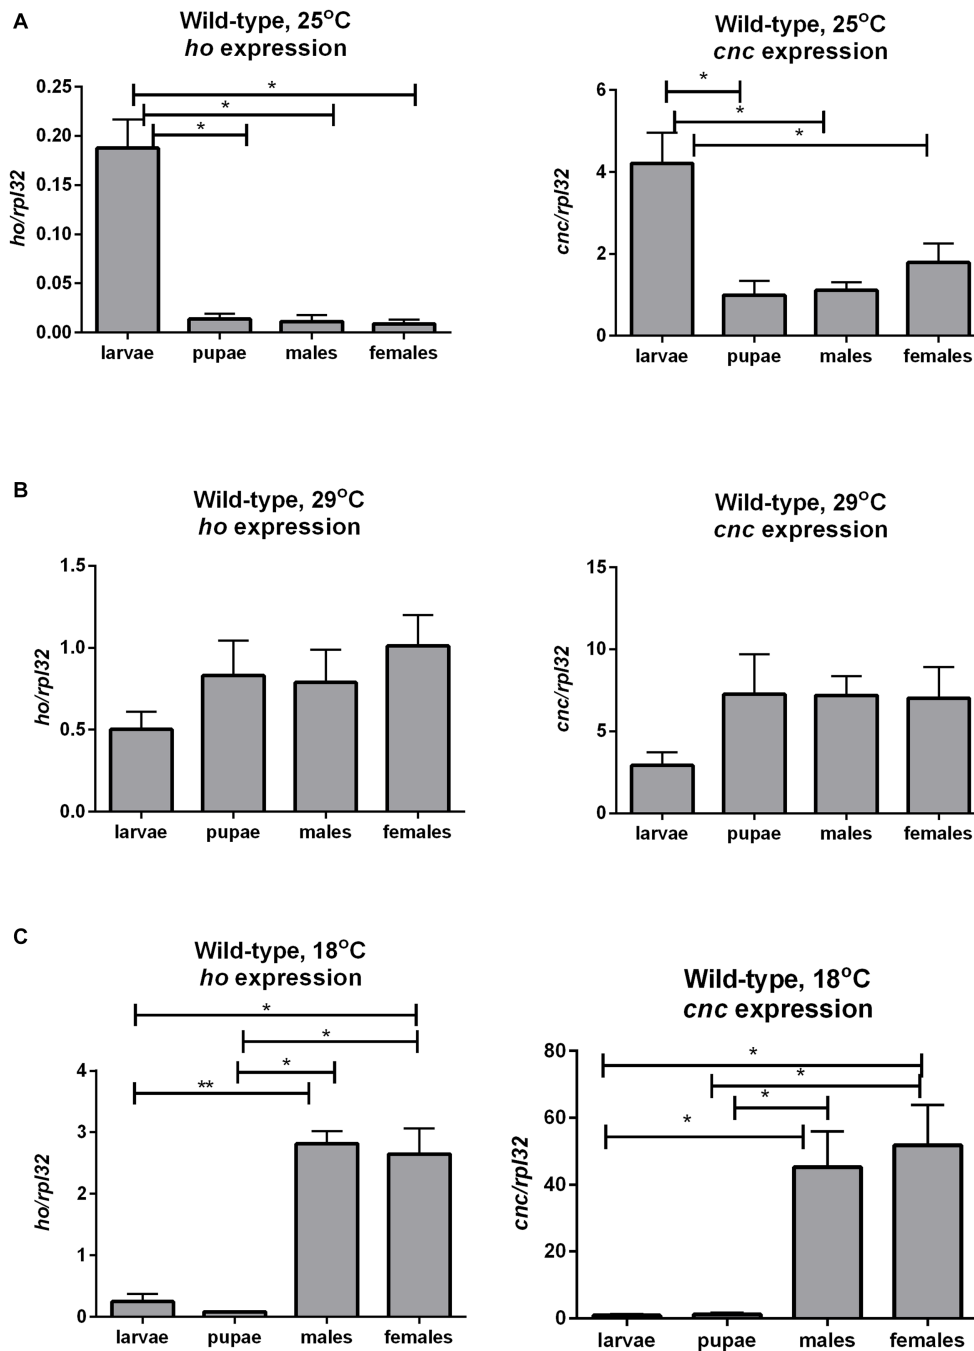 A
Wild-type, 25°C
ho expression
0.25
0.20
0.15
0.10
0.05
0.00
ho/rpl32
*
*
*
larvae pupae males females
Wild-type, 25°C
cnc expression
6
4
2
0
cnc/rpl32
*
*
*
larvae pupae males females
B
Wild-type, 29°C
ho expression
1.5
1.0
0.5
0.0
ho/rpl32
larvae pupae males females
Wild-type, 29°C
cnc expression
15
10
5
0
cnc/rpl32
larvae pupae males females
C
Wild-type, 18°C
ho expression
*
*
*
**
4
3
2
1
0
ho/rpl32
larvae pupae males females
Wild-type, 18°C
cnc expression
80
60
40
20
0
cnc/rpl32
*
*
*
*
larvae pupae males females